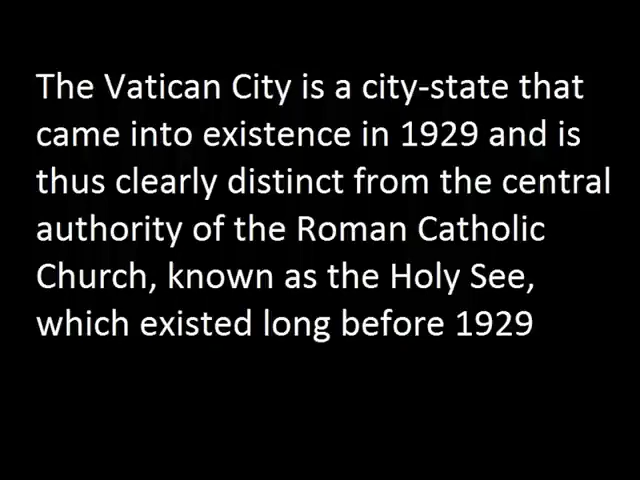 The Vatican City is a city-state that
came into existence in 1929 and is
thus clearly distinct from the central
authority of the Roman Catholic
Church, known as the Holy See,
which existed long before 1929